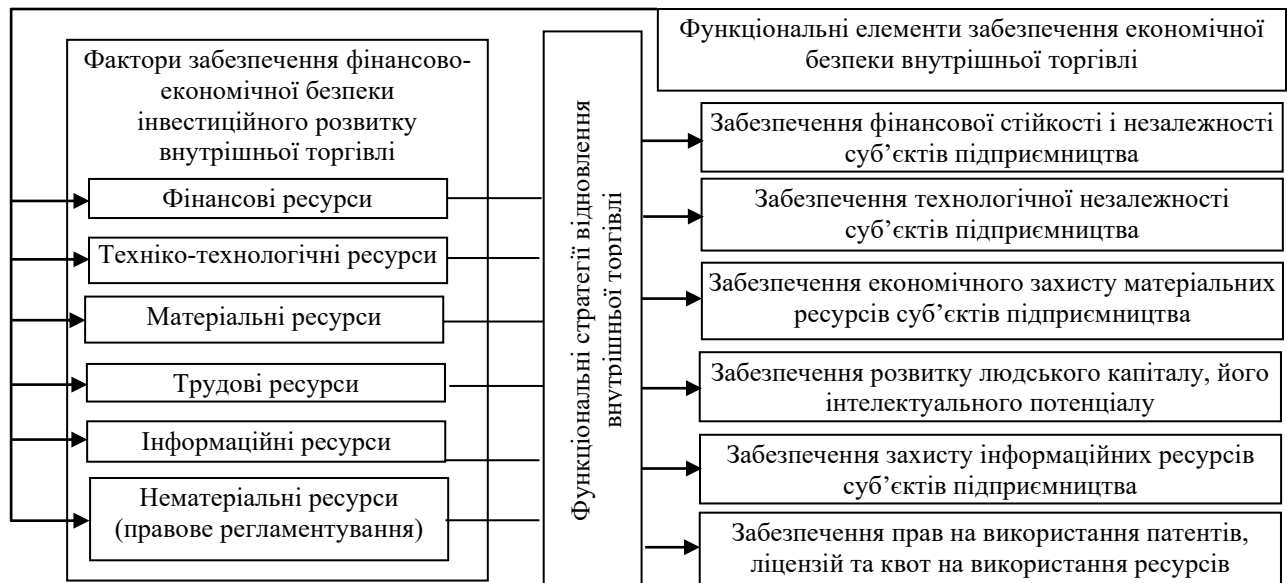 Фактори забезпечення фінансово-
економічної безпеки
інвестиційного розвитку
внутрішньої торгівлі
Фінансові ресурси
Техніко-технологічні ресурси
Матеріальні ресурси
Трудові ресурси
Інформаційні ресурси
Нематеріальні ресурси
(правове регламентування)
Функціональні стратегії відновлення
внутрішньої торгівлі
Функціональні елементи забезпечення економічної
безпеки внутрішньої торгівлі
Забезпечення фінансової стійкості і незалежності
суб’єктів підприємництва
Забезпечення технологічної незалежності
суб’єктів підприємництва
Забезпечення економічного захисту матеріальних
ресурсів суб’єктів підприємництва
Забезпечення розвитку людського капіталу, його
інтелектуального потенціалу
Забезпечення захисту інформаційних ресурсів
суб’єктів підприємництва
Забезпечення прав на використання патентів,
ліцензій та квот на використання ресурсів